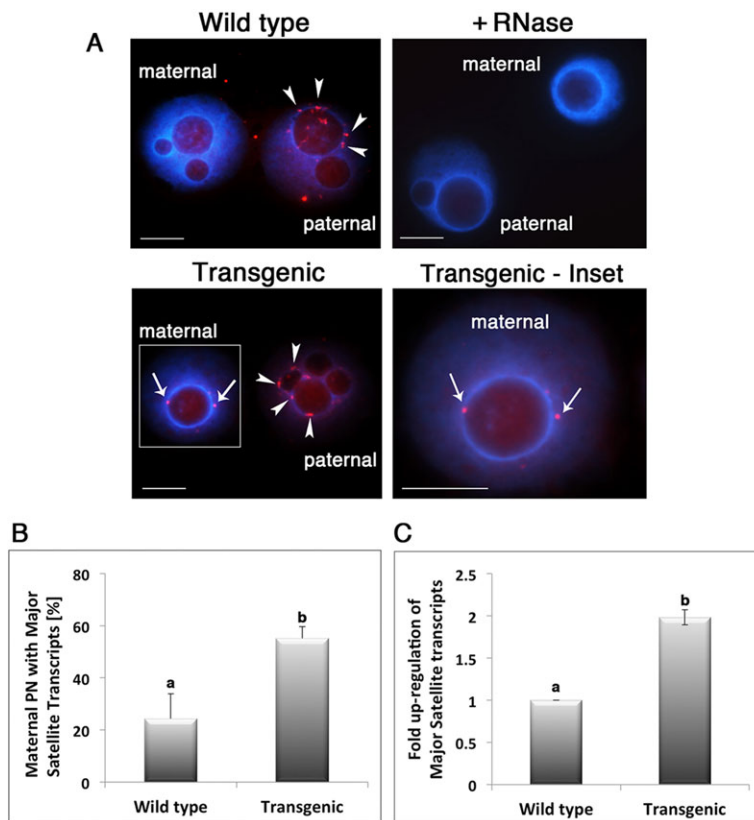 A
Wild type
+ RNase
maternal
paternal
maternal
paternal
Transgenic
Transgenic - Inset
maternal
paternal
maternal
B
Maternal PN with Major
Satellite Transcripts [%]
80
60
40
20
0
a
b
Wild type
Transgenic
C
Fold up-regulation of
Major Satellite transcripts
2.5
2
1.5
1
0.5
0
a
b
Wild type
Transgenic